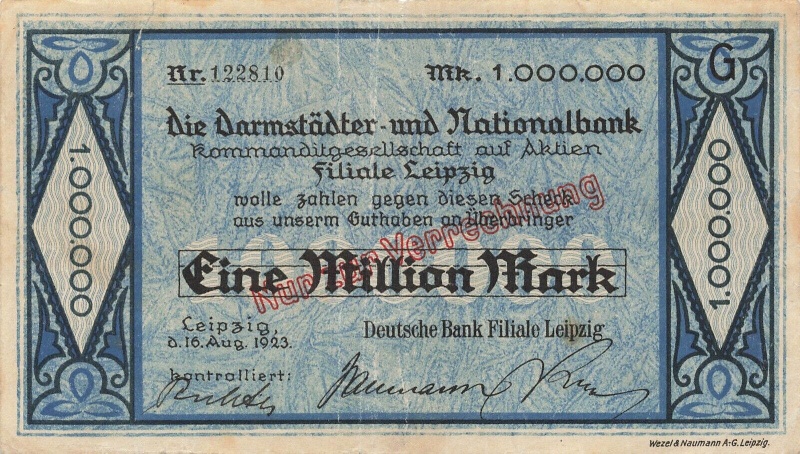 Nr. 122810
Mk. 1.000.000
G
Die Darmstädter- und Nationalbank
Kommanditgesellschaft auf Aktien
Filiale Leipzig
wolle zahlen gegen diesen Scheck
aus unserm Guthaben an Überbringer
1000000
Eine Million Mark
Nur zur Verrechnung
1.000.000
1.000.000
Leipzig,
d. 16. Aug. 1923.
Deutsche Bank Filiale Leipzig
kontrolliert:
Naumann
Wezel & Naumann A.-G. Leipzig.